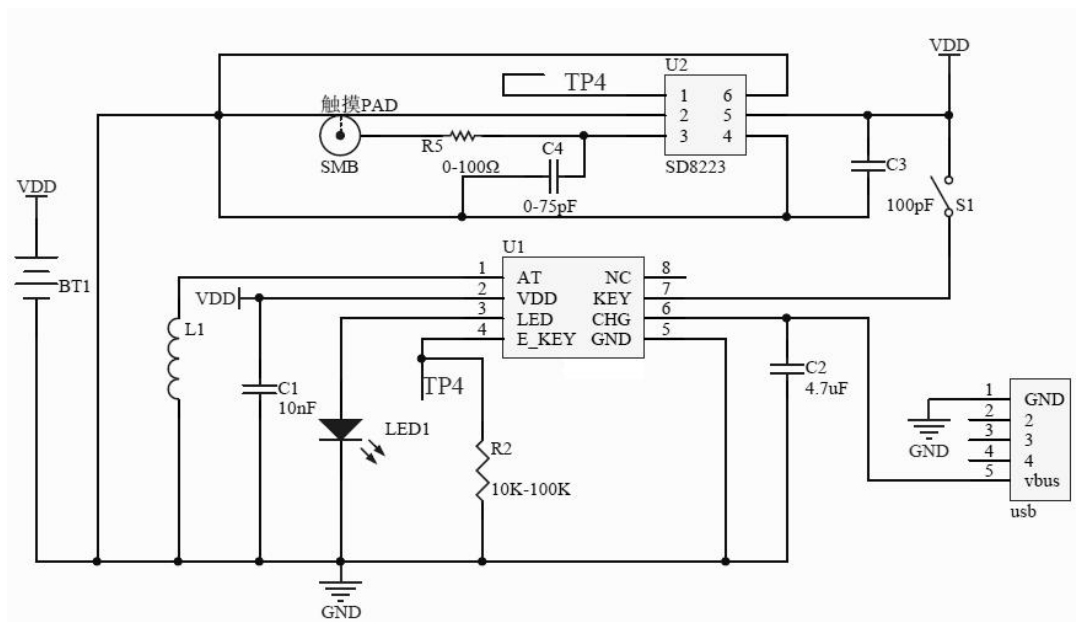 VDD
U2
TP4
1 6
触摸PAD
2 5
3 4
R5
C4
SMB
0-100Ω
SD8223
C3
VDD
0-75pF
100pF S1
U1
BT1
1 AT NC 8
VDD 2 VDD KEY 7
3 LED CHG 6
L1
4 E_KEY GND 5
C2
TP4
4.7uF
C1
10nF
1 GND
LED1
2 2
3 3
R2
GND
4 4
10K-100K
5 vbus
usb
GND